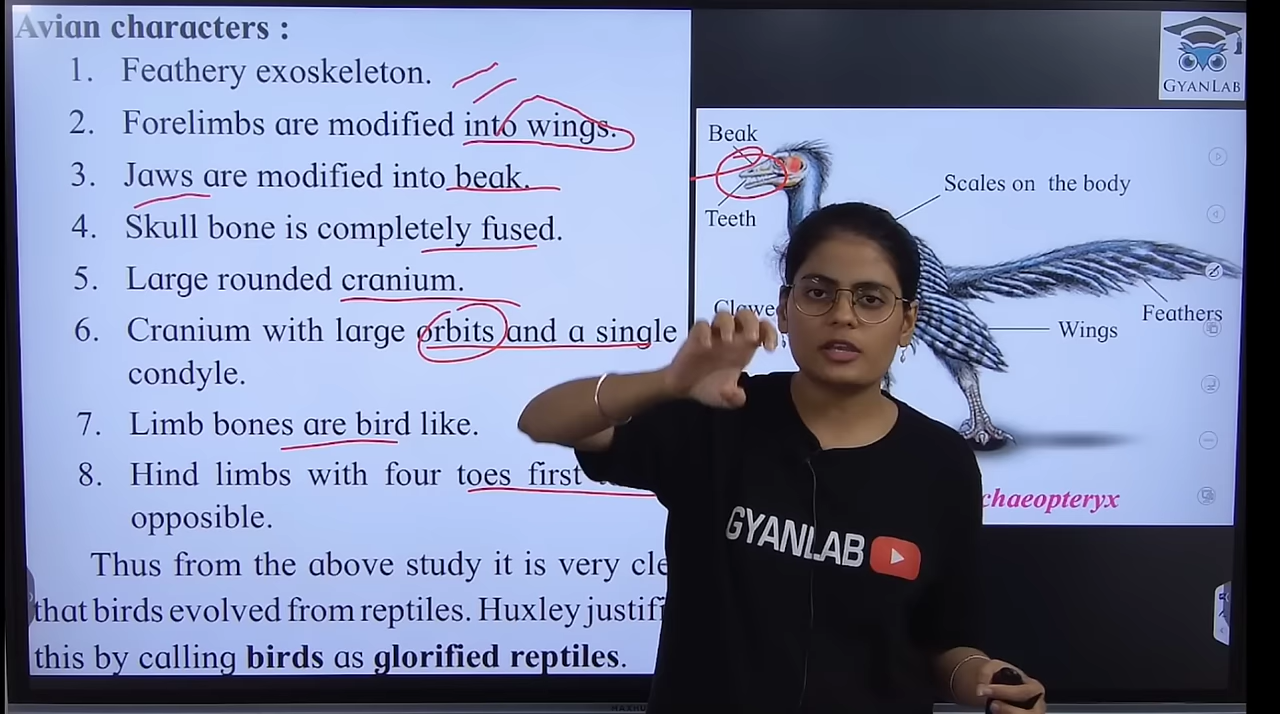 Avian characters :
1. Feathery exoskeleton.
2. Forelimbs are modified into wings.
3. Jaws are modified into beak.
4. Skull bone is completely fused.
5. Large rounded cranium.
6. Cranium with large orbits and a single
condyle.
7. Limb bones are bird like.
8. Hind limbs with four toes first
opposible.
Thus from the above study it is very cle
that birds evolved from reptiles. Huxley justifi
this by calling birds as glorified reptiles.
GYANLAB
Beak
Teeth
Scales on the body
Clawe
Wings
Feathers
chaeopteryx
GYANLAB